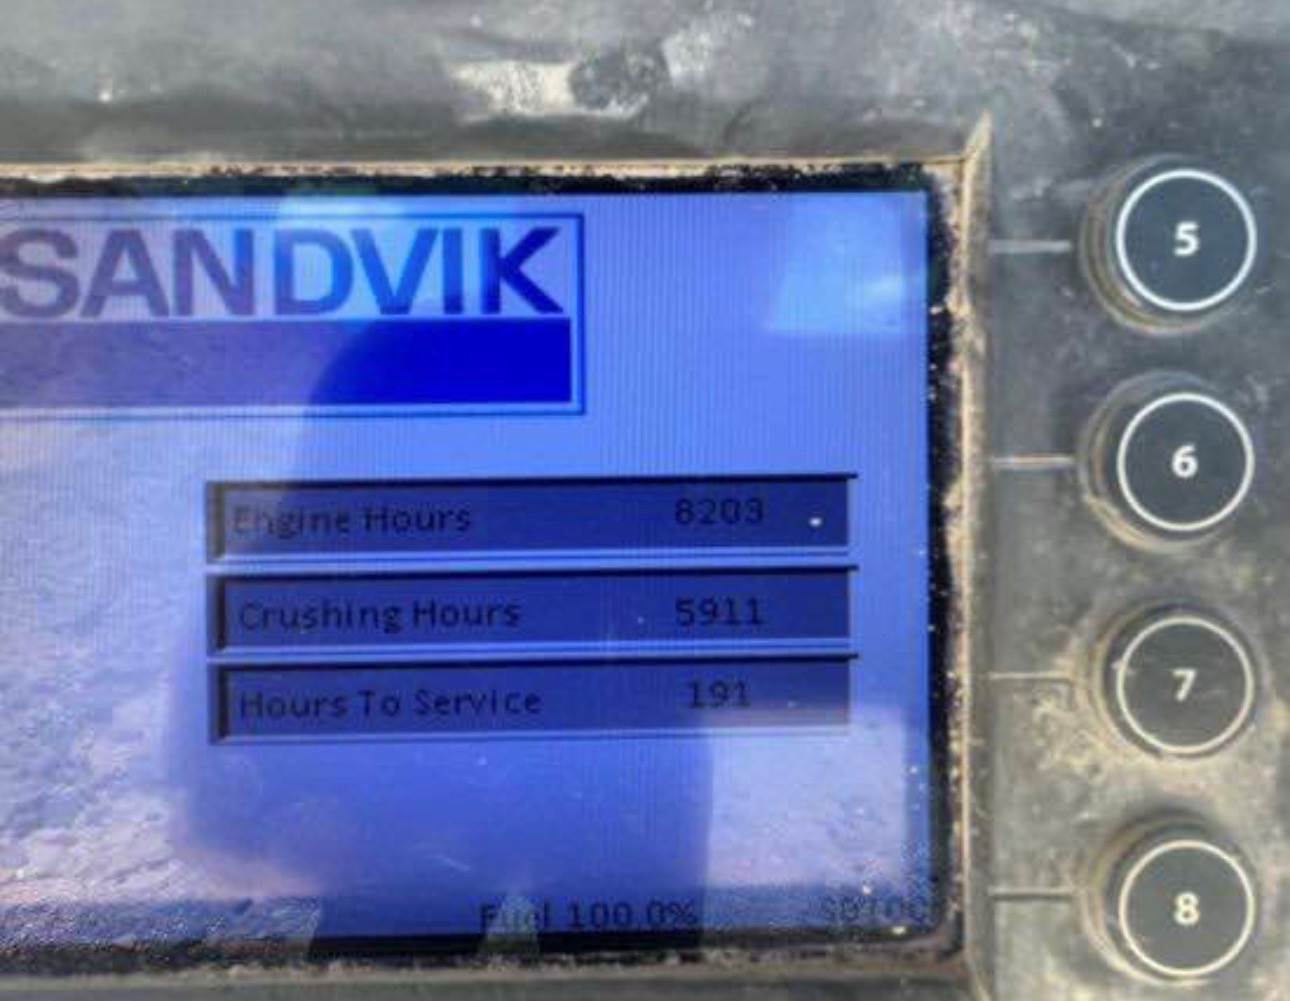 SANDVIK
Engine Hours 8203
Crushing Hours 5911
Hours To Service 191
Fuel 100.0%
5
6
7
8